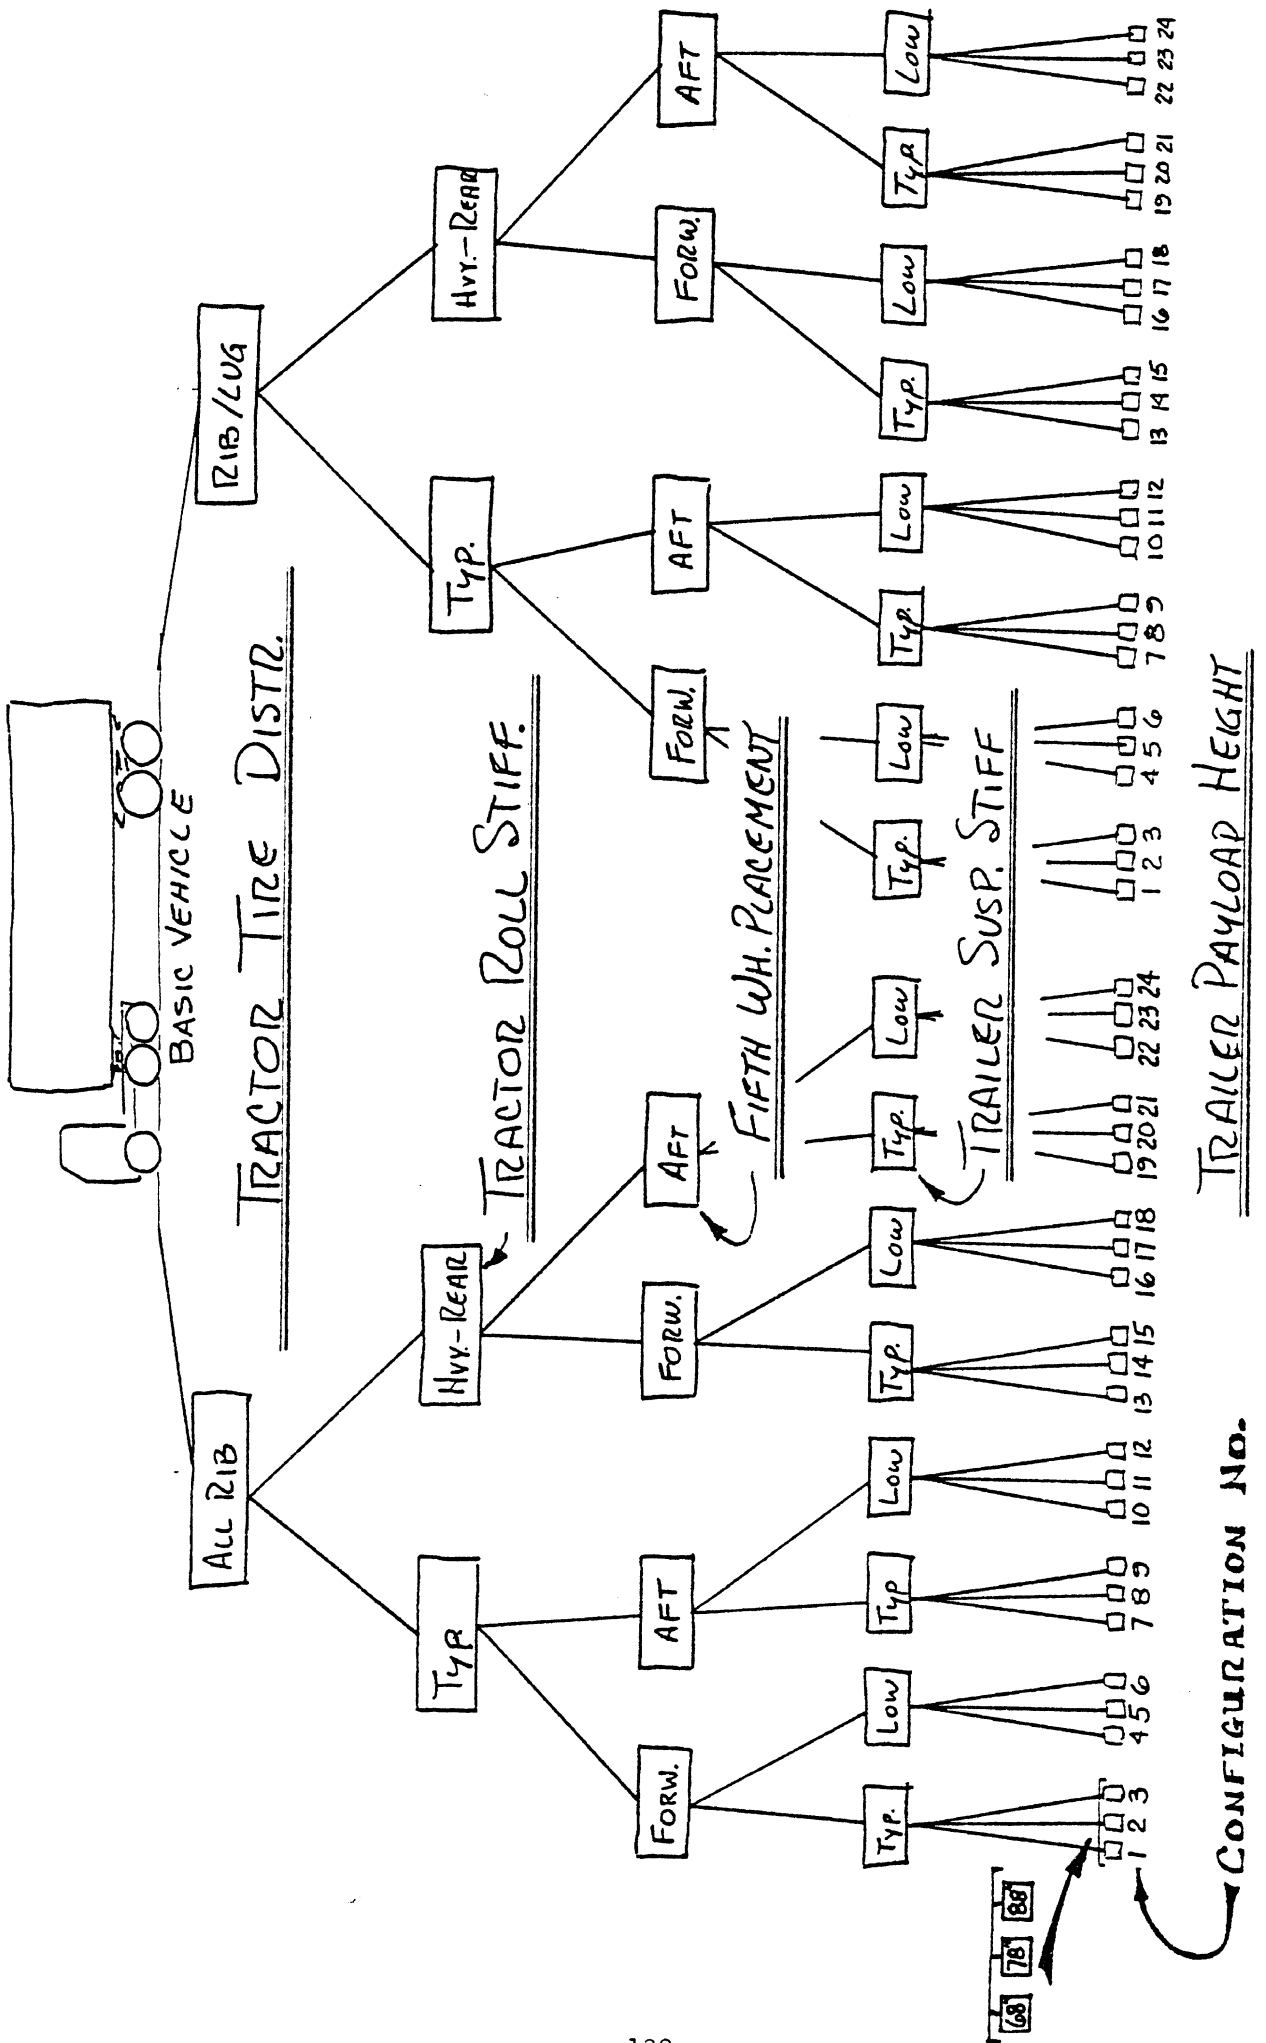 BASIC VEHICLE
TRACTOR TIRE DISTR.
ALL RIB
RIB/LUG
TRACTOR ROLL STIFF.
TYP.
HVY.-REAR
TYP.
HVY.-REAR
FIFTH WH. PLACEMENT
FORW.
AFT
FORW.
AFT
FORW.
AFT
FORW.
AFT
TRAILER SUSP. STIFF
TYP.
LOW
TYP
LOW
TYP.
LOW
TYP.
LOW
TYP.
LOW
TYP.
LOW
TYP.
LOW
TYP.
LOW
68" 78" 88"
1 2 3 4 5 6 7 8 9 10 11 12 13 14 15 16 17 18 19 20 21 22 23 24
1 2 3 4 5 6 7 8 9 10 11 12 13 14 15 16 17 18 19 20 21 22 23 24
TRAILER PAYLOAD HEIGHT
CONFIGURATION No.